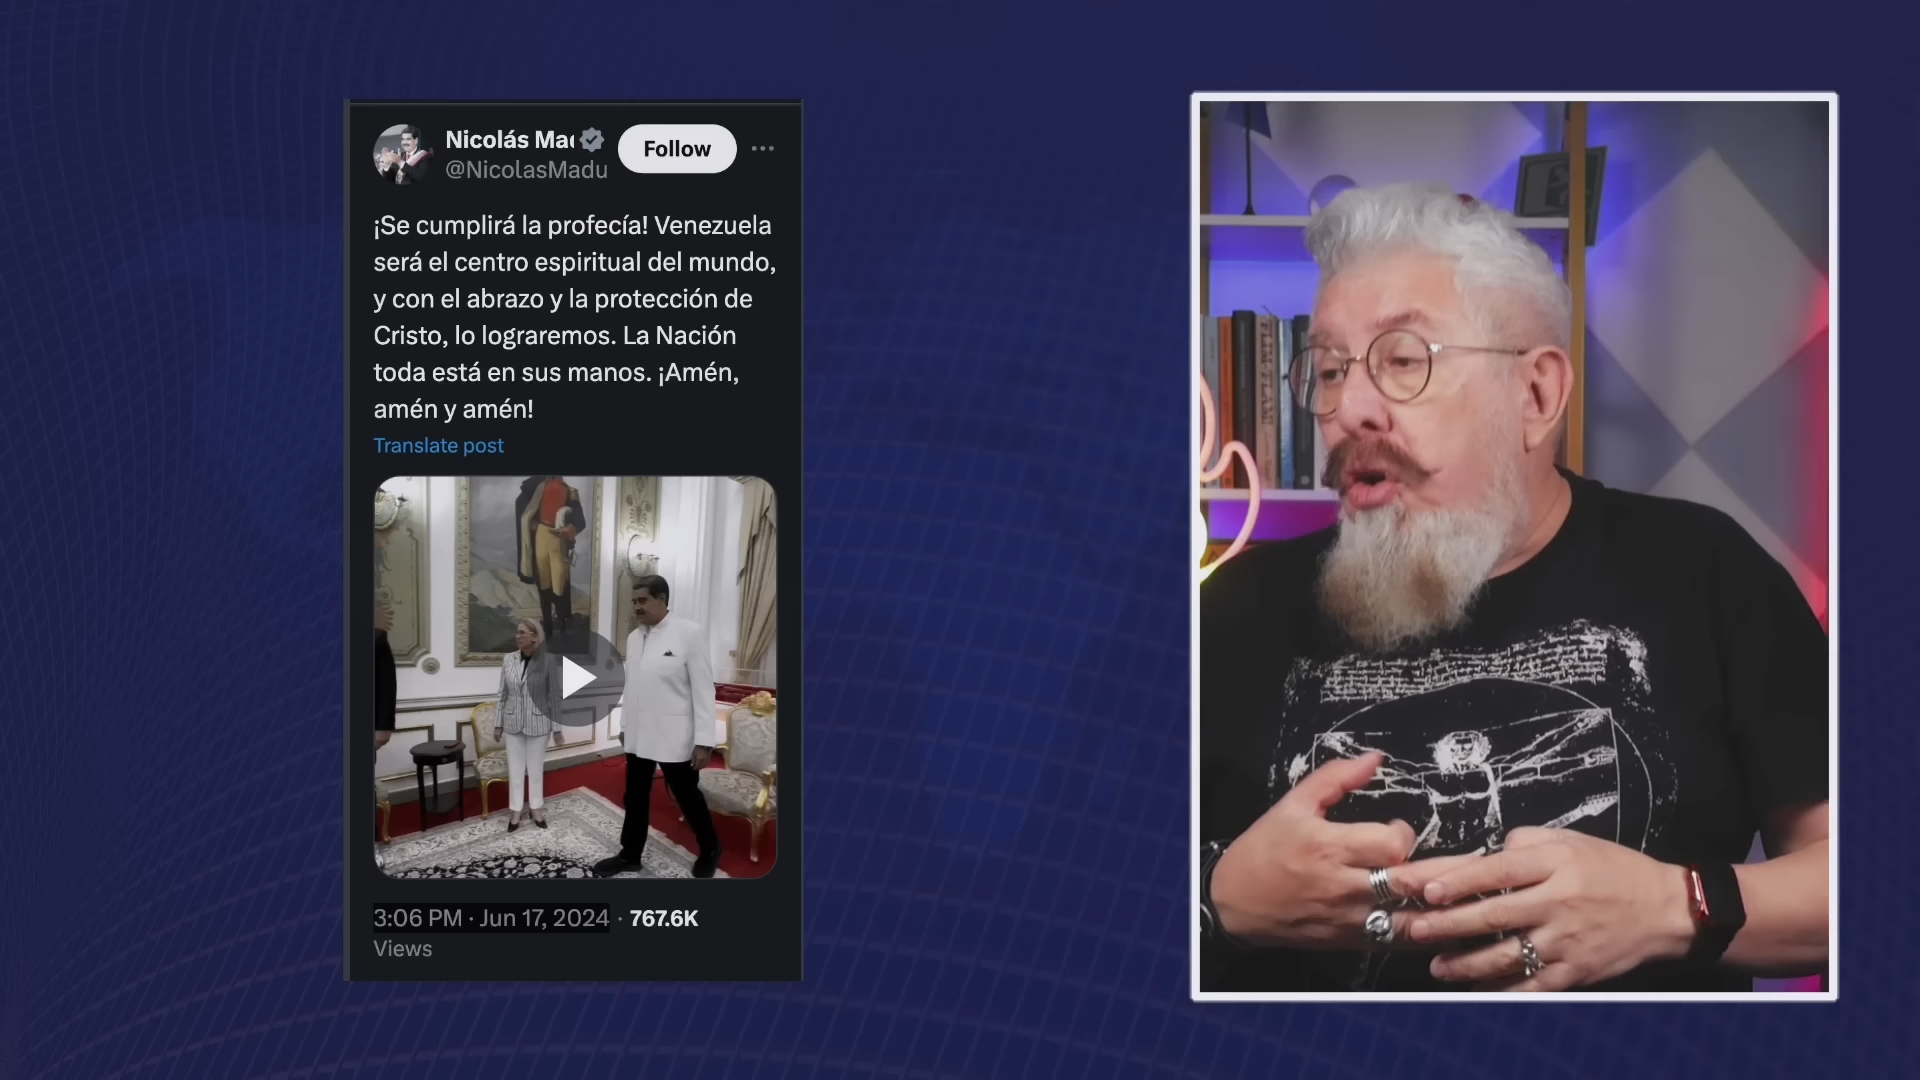 Nicolás Ma
Follow
@NicolasMadu
¡Se cumplirá la profecía! Venezuela
será el centro espiritual del mundo,
y con el abrazo y la protección de
Cristo, lo lograremos. La Nación
toda está en sus manos. ¡Amén,
amén y amén!
Translate post
3:06 PM · Jun 17, 2024 · 767.6K
Views